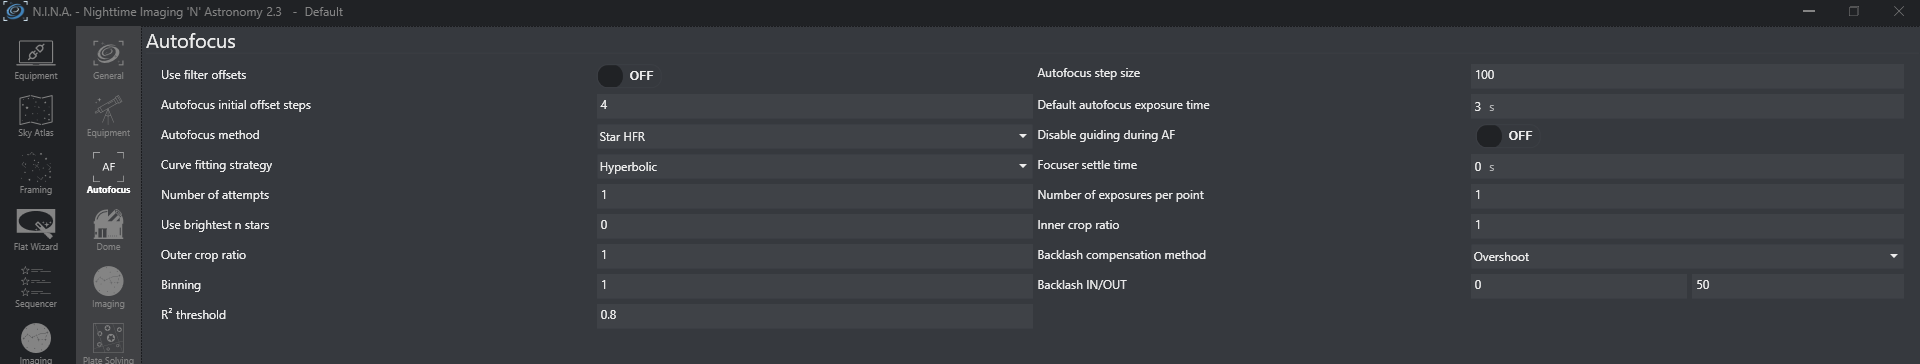 N.I.N.A. - Nighttime Imaging 'N' Astronomy 2.3 - Default
Equipment
Sky Atlas
Framing
Flat Wizard
Sequencer
Imaging
General
Equipment
AF
Autofocus
Dome
Imaging
Plate Solving
Autofocus
Use filter offsets OFF
Autofocus initial offset steps 4
Autofocus method Star HFR
Curve fitting strategy Hyperbolic
Number of attempts 1
Use brightest n stars 0
Outer crop ratio 1
Binning 1
R² threshold 0.8
Autofocus step size 100
Default autofocus exposure time 3 s
Disable guiding during AF OFF
Focuser settle time 0 s
Number of exposures per point 1
Inner crop ratio 1
Backlash compensation method Overshoot
Backlash IN/OUT 0 50